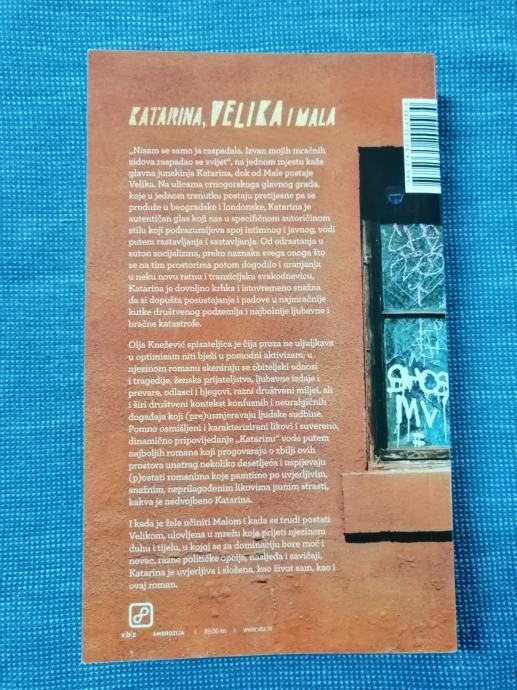 KATARINA, VELIKA I MALA
„Nisam se samo ja raspadala. Izvan mojih mračnih
zidova raspadao se svijet“, na jednom mjestu kaže
glavna junakinja Katarina, dok od Male postaje
Velika. Na ulicama crnogorskoga glavnog grada,
koje u jednom trenutku postaju pretijesne pa se
produže u beogradske i londonske, Katarina je
autentičan glas koji nas u specifičnom autoričinom
stilu koji podrazumijeva spoj intimnog i javnog, vodi
putem rastavljanja i sastavljanja. Od odrastanja u
suton socijalizma, preko naznaka svega onoga što
se na tim prostorima potom dogodilo i uranjanja
u neku novu ratnu i tranzicijsku svakodnevicu,
Katarina je dovoljno krhka i istovremeno snažna
da si dopušta posustajanja i padove u najmračnije
kutke društvenog podzemlja i najbolnije ljubavne i
bračne katastrofe.
Olja Knežević spisateljica je čija proza ne uljuljkava
u optimizam niti bježi u pomodni aktivizam; u
njezinom romanu skeniraju se obiteljski odnosi
i tragedije, ženska prijateljstva, ljubavne izdaje i
prevare, odlasci i bjegovi, razni društveni miljei, ali
i širi društveni kontekst konfuznih i neuralgičnih
događaja koji (pre)usmjeravaju ljudske sudbine.
Pomno osmišljeni i karakterizirani likovi i suvereno,
dinamično pripovijedanje „Katarinu“ vode putem
najboljih romana koji progovaraju o zbilji ovih
prostora unatrag nekoliko desetljeća i uspijevaju
(p)ostati romanima koje pamtimo po uvjerljivim,
snažnim, neprilagođenim likovima punim strasti,
kakva je nedvojbeno Katarina.
I kada je žele učiniti Malom i kada se trudi postati
Velikom, ulovljena u mrežu koja prijeti njezinom
duhu i tijelu, u kojoj se za dominaciju bore moć i
novac, razne političke opcije, nasljeđa i zavičaji,
Katarina je uvjerljiva i složena, kao život sam, kao i
ovaj roman.
v|b|z AMBROZIJA | 89,00 kn | www.vbz.hr
GHOS
MV